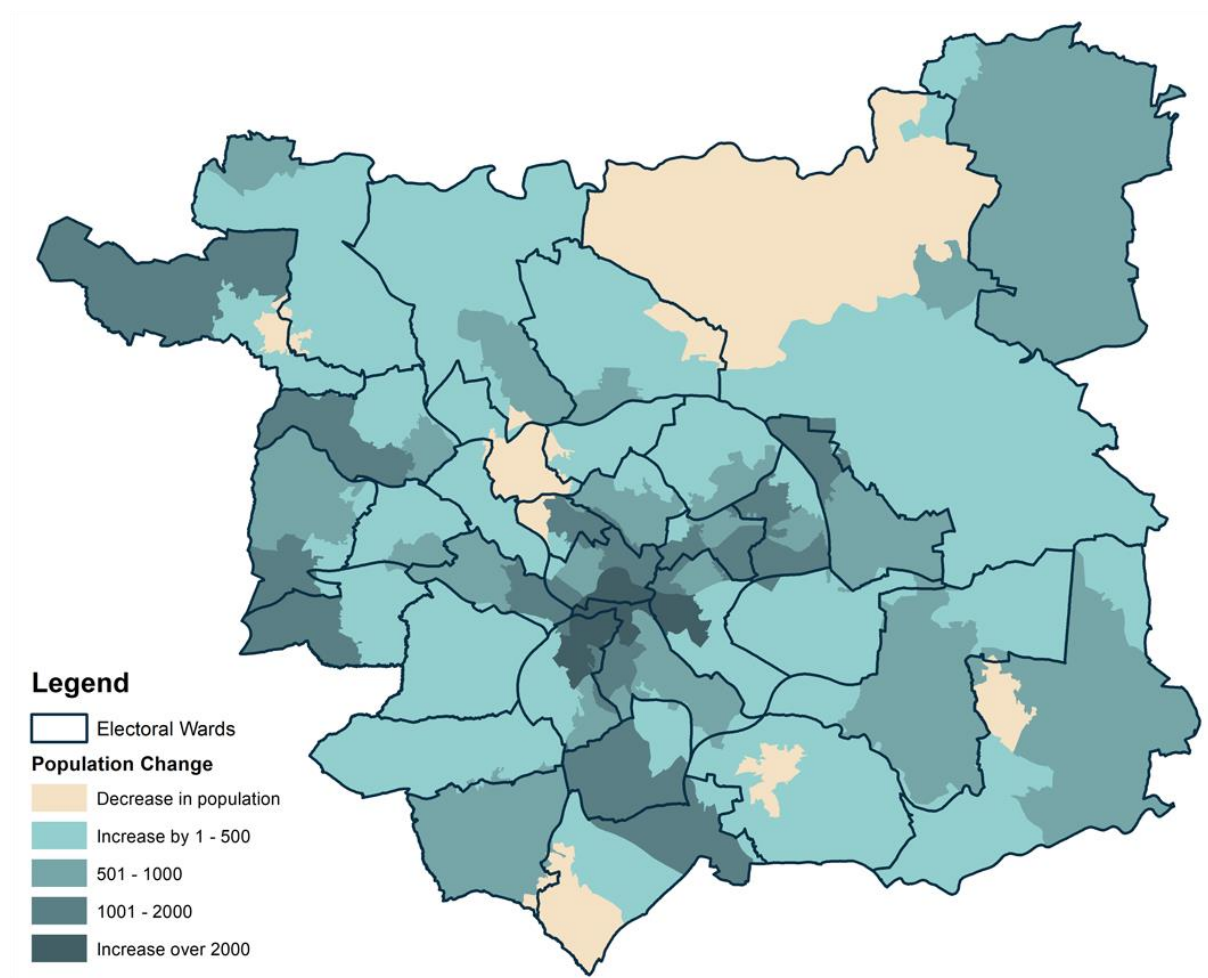 Legend
Electoral Wards
Population Change
Decrease in population
Increase by 1 - 500
501 - 1000
1001 - 2000
Increase over 2000